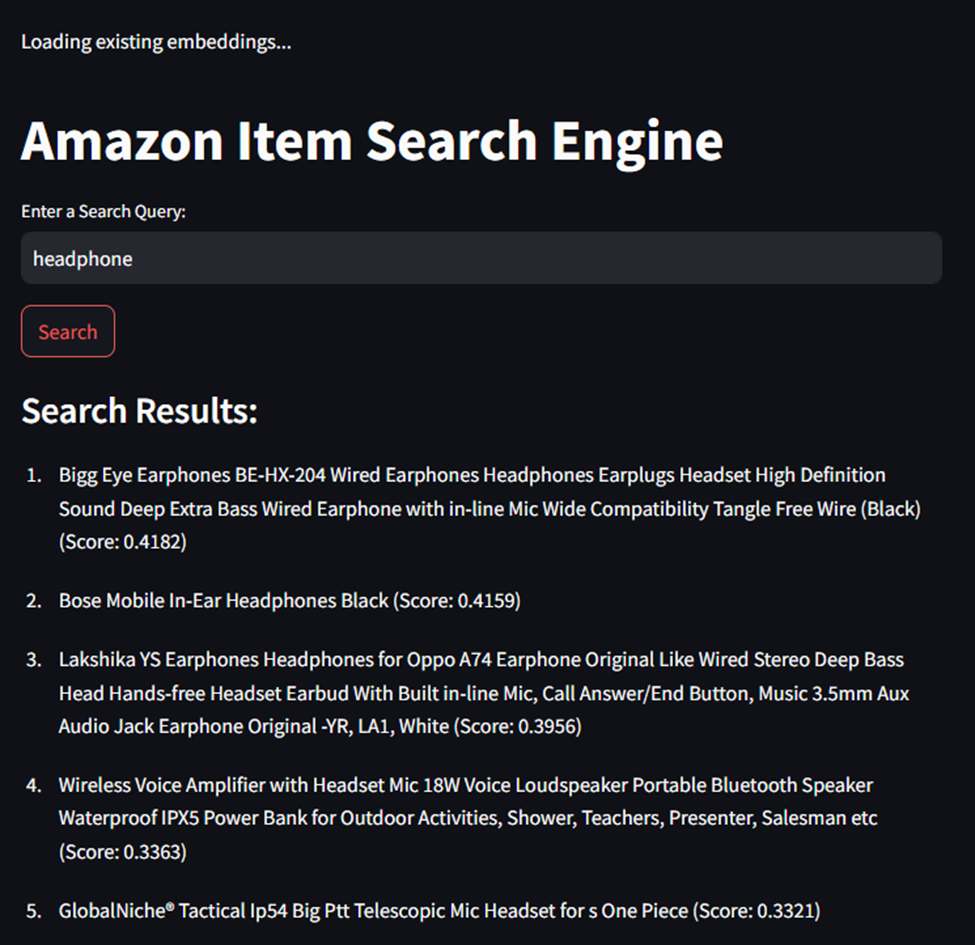 Loading existing embeddings...
Amazon Item Search Engine
Enter a Search Query:
headphone
Search
Search Results:
1. Bigg Eye Earphones BE-HX-204 Wired Earphones Headphones Earplugs Headset High Definition
Sound Deep Extra Bass Wired Earphone with in-line Mic Wide Compatibility Tangle Free Wire (Black)
(Score: 0.4182)
2. Bose Mobile In-Ear Headphones Black (Score: 0.4159)
3. Lakshika YS Earphones Headphones for Oppo A74 Earphone Original Like Wired Stereo Deep Bass
Head Hands-free Headset Earbud With Built in-line Mic, Call Answer/End Button, Music 3.5mm Aux
Audio Jack Earphone Original -YR, LA1, White (Score: 0.3956)
4. Wireless Voice Amplifier with Headset Mic 18W Voice Loudspeaker Portable Bluetooth Speaker
Waterproof IPX5 Power Bank for Outdoor Activities, Shower, Teachers, Presenter, Salesman etc
(Score: 0.3363)
5. GlobalNiche® Tactical Ip54 Big Ptt Telescopic Mic Headset for s One Piece (Score: 0.3321)